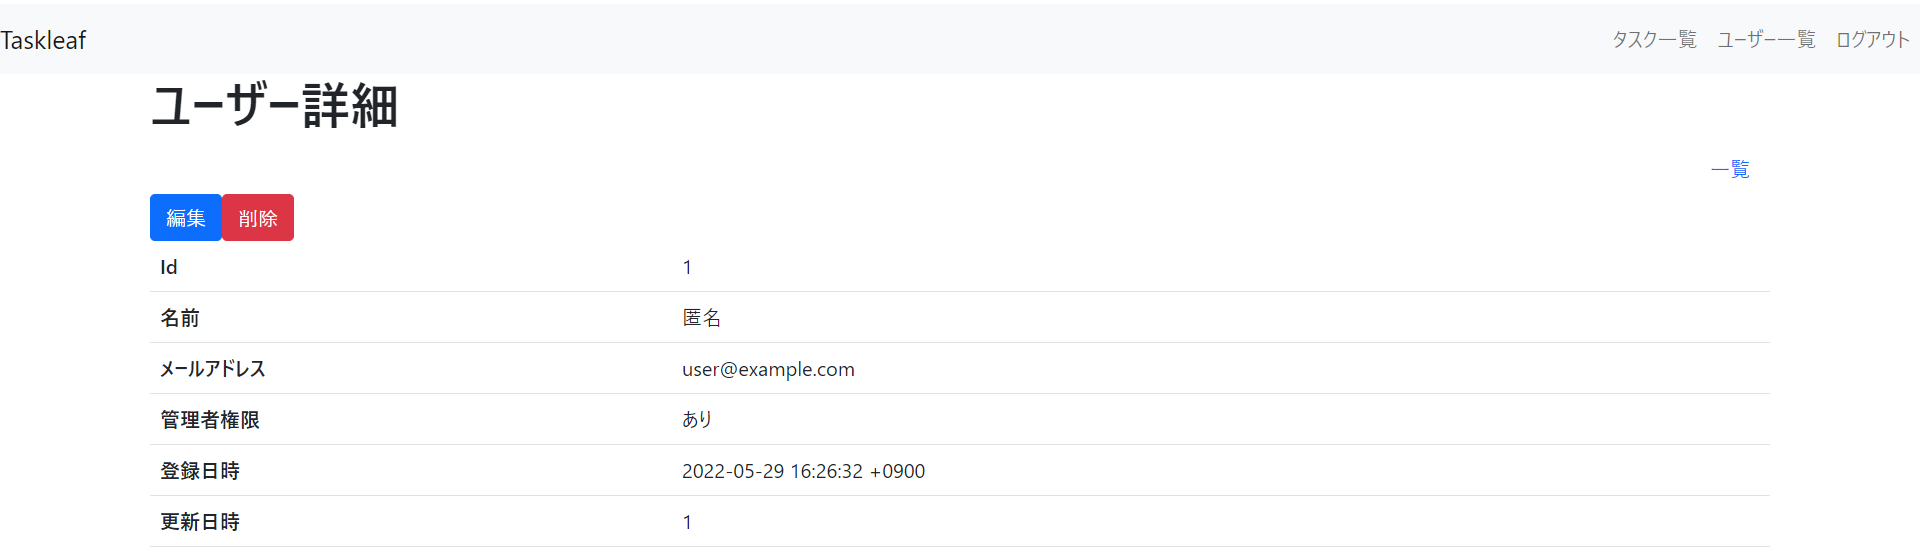 Taskleaf タスク一覧 ユーザー一覧 ログアウト
ユーザー詳細
一覧
編集 削除
Id 1
名前 匿名
メールアドレス user@example.com
管理者権限 あり
登録日時 2022-05-29 16:26:32 +0900
更新日時 1